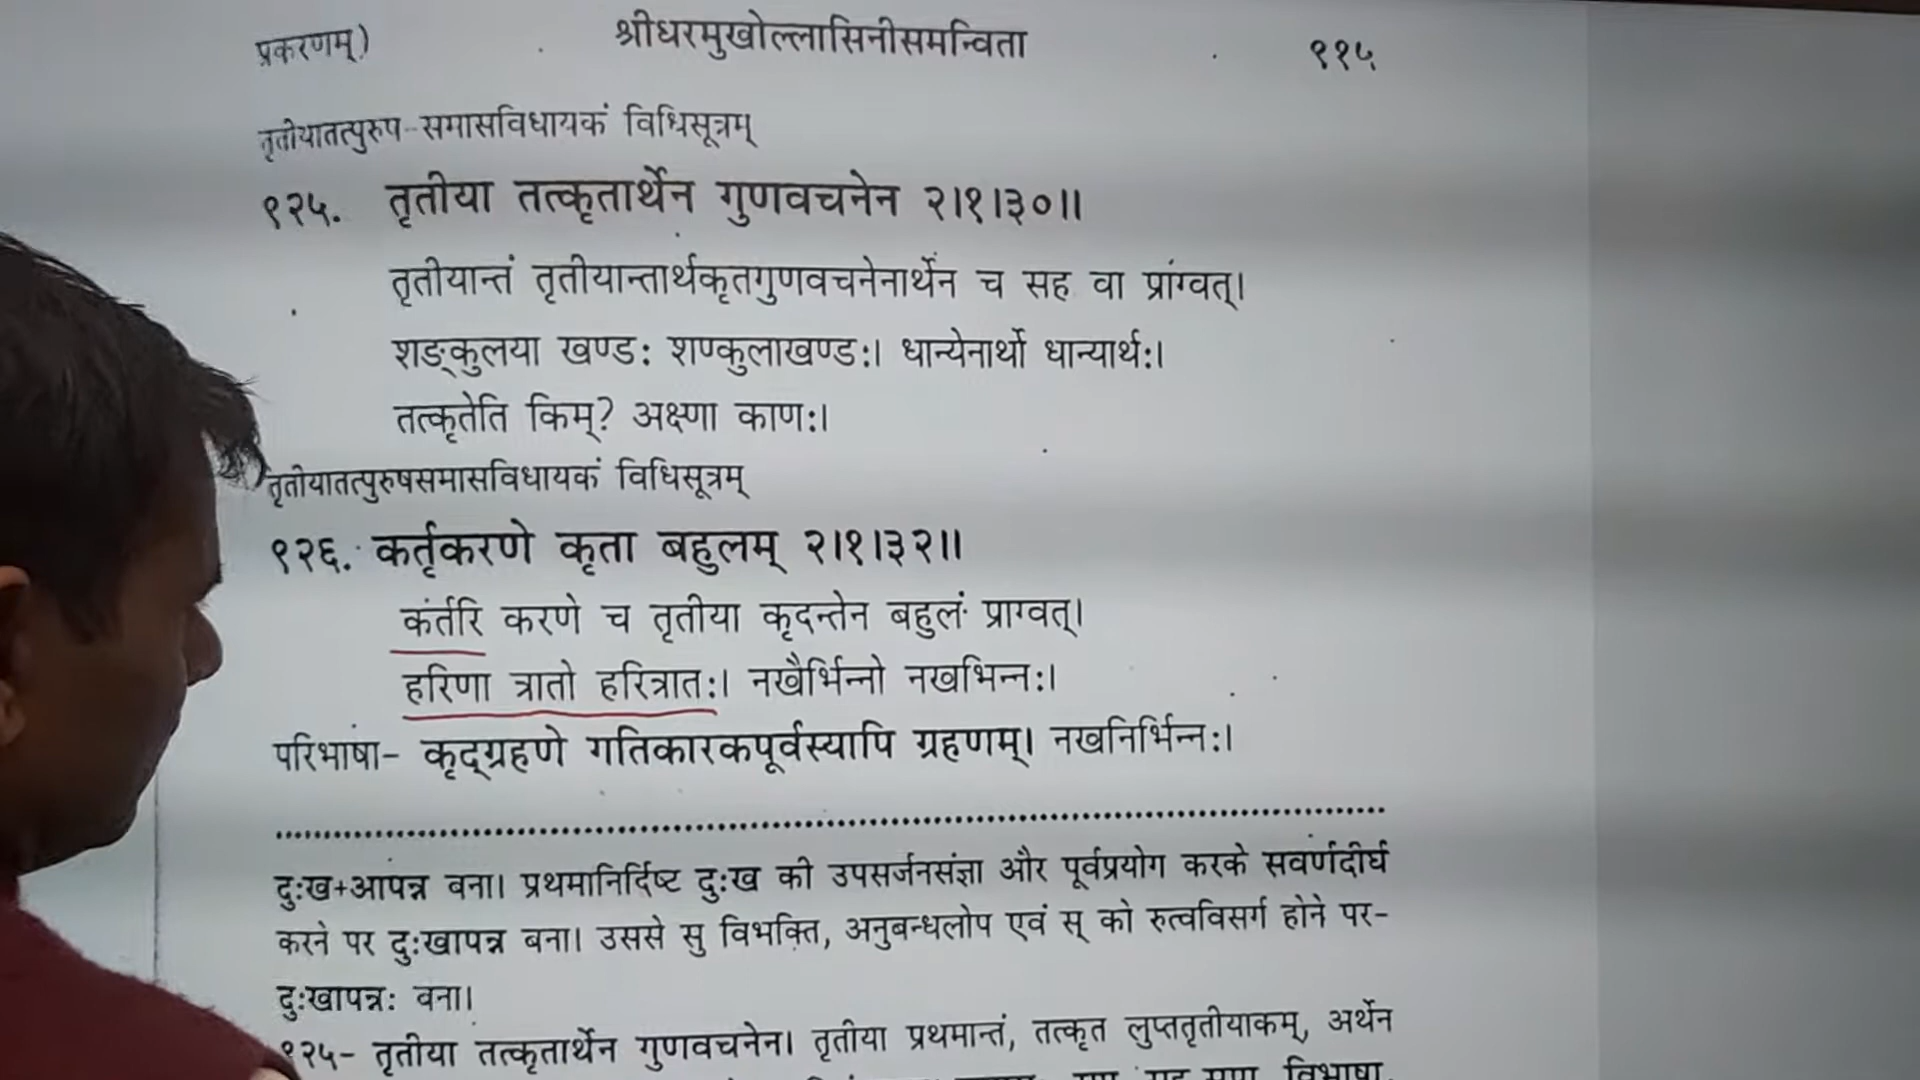 प्रकरणम्) श्रीधरमुखोल्लासिनीसमन्विता ९१५
तृतीयातत्पुरुष-समासविधायकं विधिसूत्रम्
९२५. तृतीया तत्कृतार्थेन गुणवचनेन २।१।३०॥
तृतीयान्तं तृतीयान्तार्थकृतगुणवचनेनार्थेन च सह वा प्राग्वत्।
शङ्कुलया खण्ड: शण्कुलाखण्ड:। धान्येनार्थो धान्यार्थ:।
तत्कृतेति किम्? अक्ष्णा काण:।
तृतीयातत्पुरुषसमासविधायकं विधिसूत्रम्
९२६. कर्तृकरणे कृता बहुलम् २।१।३२॥
कर्तरि करणे च तृतीया कृदन्तेन बहुलं प्राग्वत्।
हरिणा त्रातो हरित्रात:। नखैर्भिन्नो नखभिन्न:।
परिभाषा- कृद्ग्रहणे गतिकारकपूर्वस्यापि ग्रहणम्। नखनिर्भिन्न:।
दु:ख+आपन्न बना। प्रथमानिर्दिष्ट दु:ख की उपसर्जनसंज्ञा और पूर्वप्रयोग करके सवर्णदीर्घ
करने पर दु:खापन्न बना। उससे सु विभक्ति, अनुबन्धलोप एवं स् को रुत्वविसर्ग होने पर-
दु:खापन्न: बना।
९२५- तृतीया तत्कृतार्थेन गुणवचनेन। तृतीया प्रथमान्तं, तत्कृत लुप्ततृतीयाकम्, अर्थेन
विभाषा,